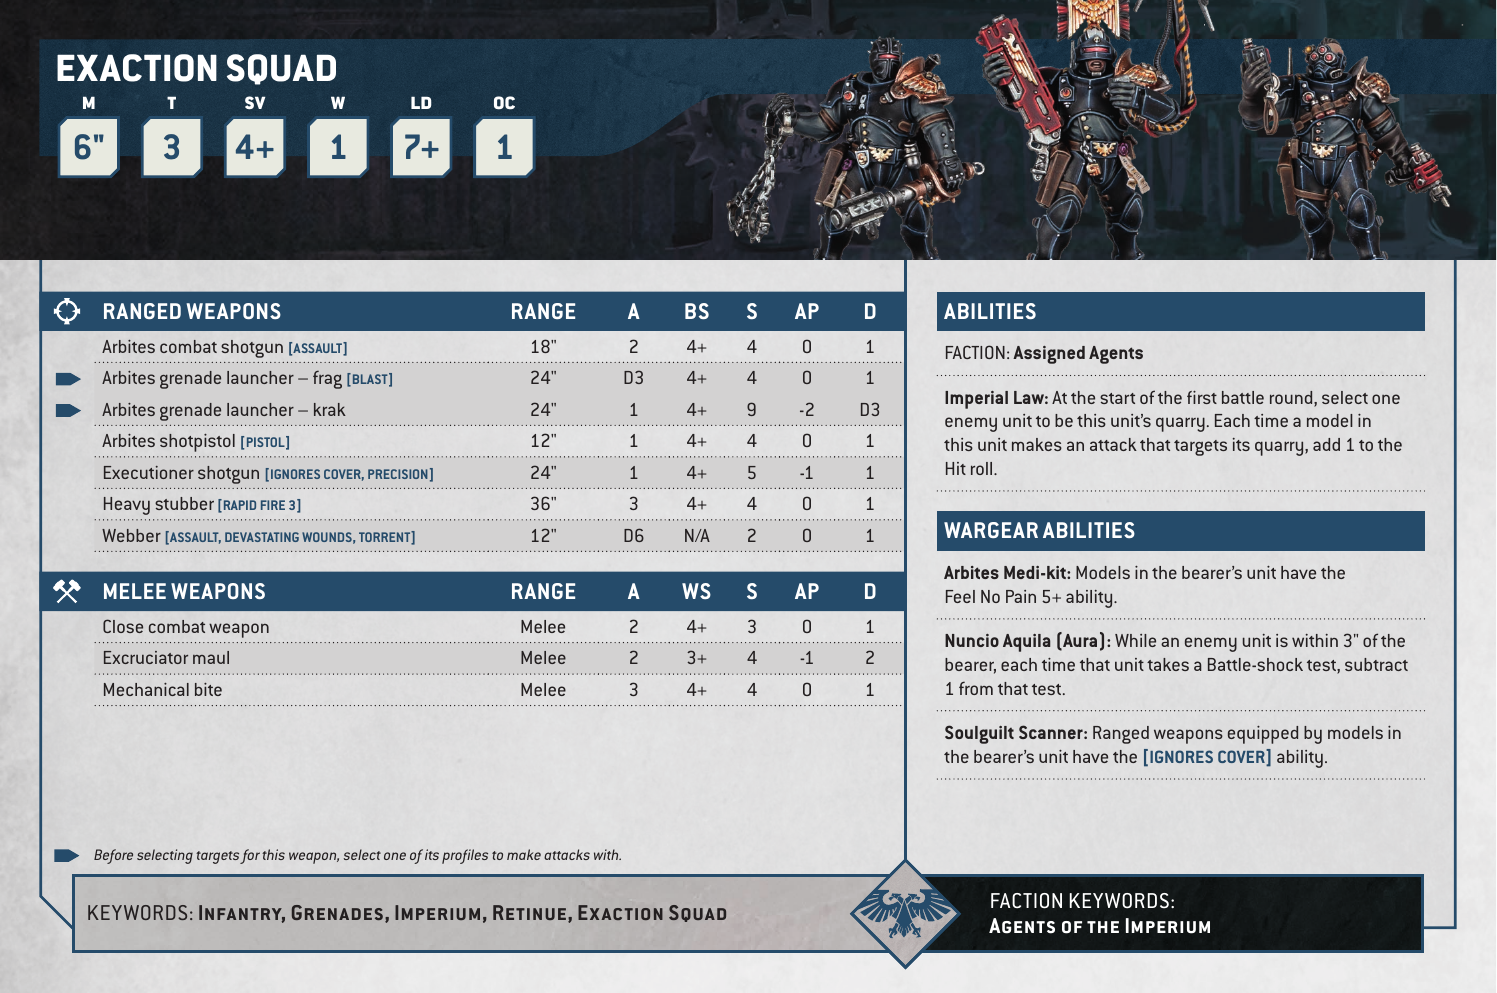 EXACTION SQUAD
M T SV W LD OC
6" 3 4+ 1 7+ 1
RANGED WEAPONS RANGE A BS S AP D
Arbites combat shotgun [ASSAULT] 18" 2 4+ 4 0 1
Arbites grenade launcher – frag [BLAST] 24" D3 4+ 4 0 1
Arbites grenade launcher – krak 24" 1 4+ 9 -2 D3
Arbites shotpistol [PISTOL] 12" 1 4+ 4 0 1
Executioner shotgun [IGNORES COVER, PRECISION] 24" 1 4+ 5 -1 1
Heavy stubber [RAPID FIRE 3] 36" 3 4+ 4 0 1
Webber [ASSAULT, DEVASTATING WOUNDS, TORRENT] 12" D6 N/A 2 0 1
MELEE WEAPONS RANGE A WS S AP D
Close combat weapon Melee 2 4+ 3 0 1
Excruciator maul Melee 2 3+ 4 -1 2
Mechanical bite Melee 3 4+ 4 0 1
Before selecting targets for this weapon, select one of its profiles to make attacks with.
ABILITIES
FACTION: Assigned Agents
Imperial Law: At the start of the first battle round, select one
enemy unit to be this unit's quarry. Each time a model in
this unit makes an attack that targets its quarry, add 1 to the
Hit roll.
WARGEAR ABILITIES
Arbites Medi-kit: Models in the bearer's unit have the
Feel No Pain 5+ ability.
Nuncio Aquila (Aura): While an enemy unit is within 3" of the
bearer, each time that unit takes a Battle-shock test, subtract
1 from that test.
Soulguilt Scanner: Ranged weapons equipped by models in
the bearer's unit have the [IGNORES COVER] ability.
KEYWORDS: INFANTRY, GRENADES, IMPERIUM, RETINUE, EXACTION SQUAD
FACTION KEYWORDS:
AGENTS OF THE IMPERIUM